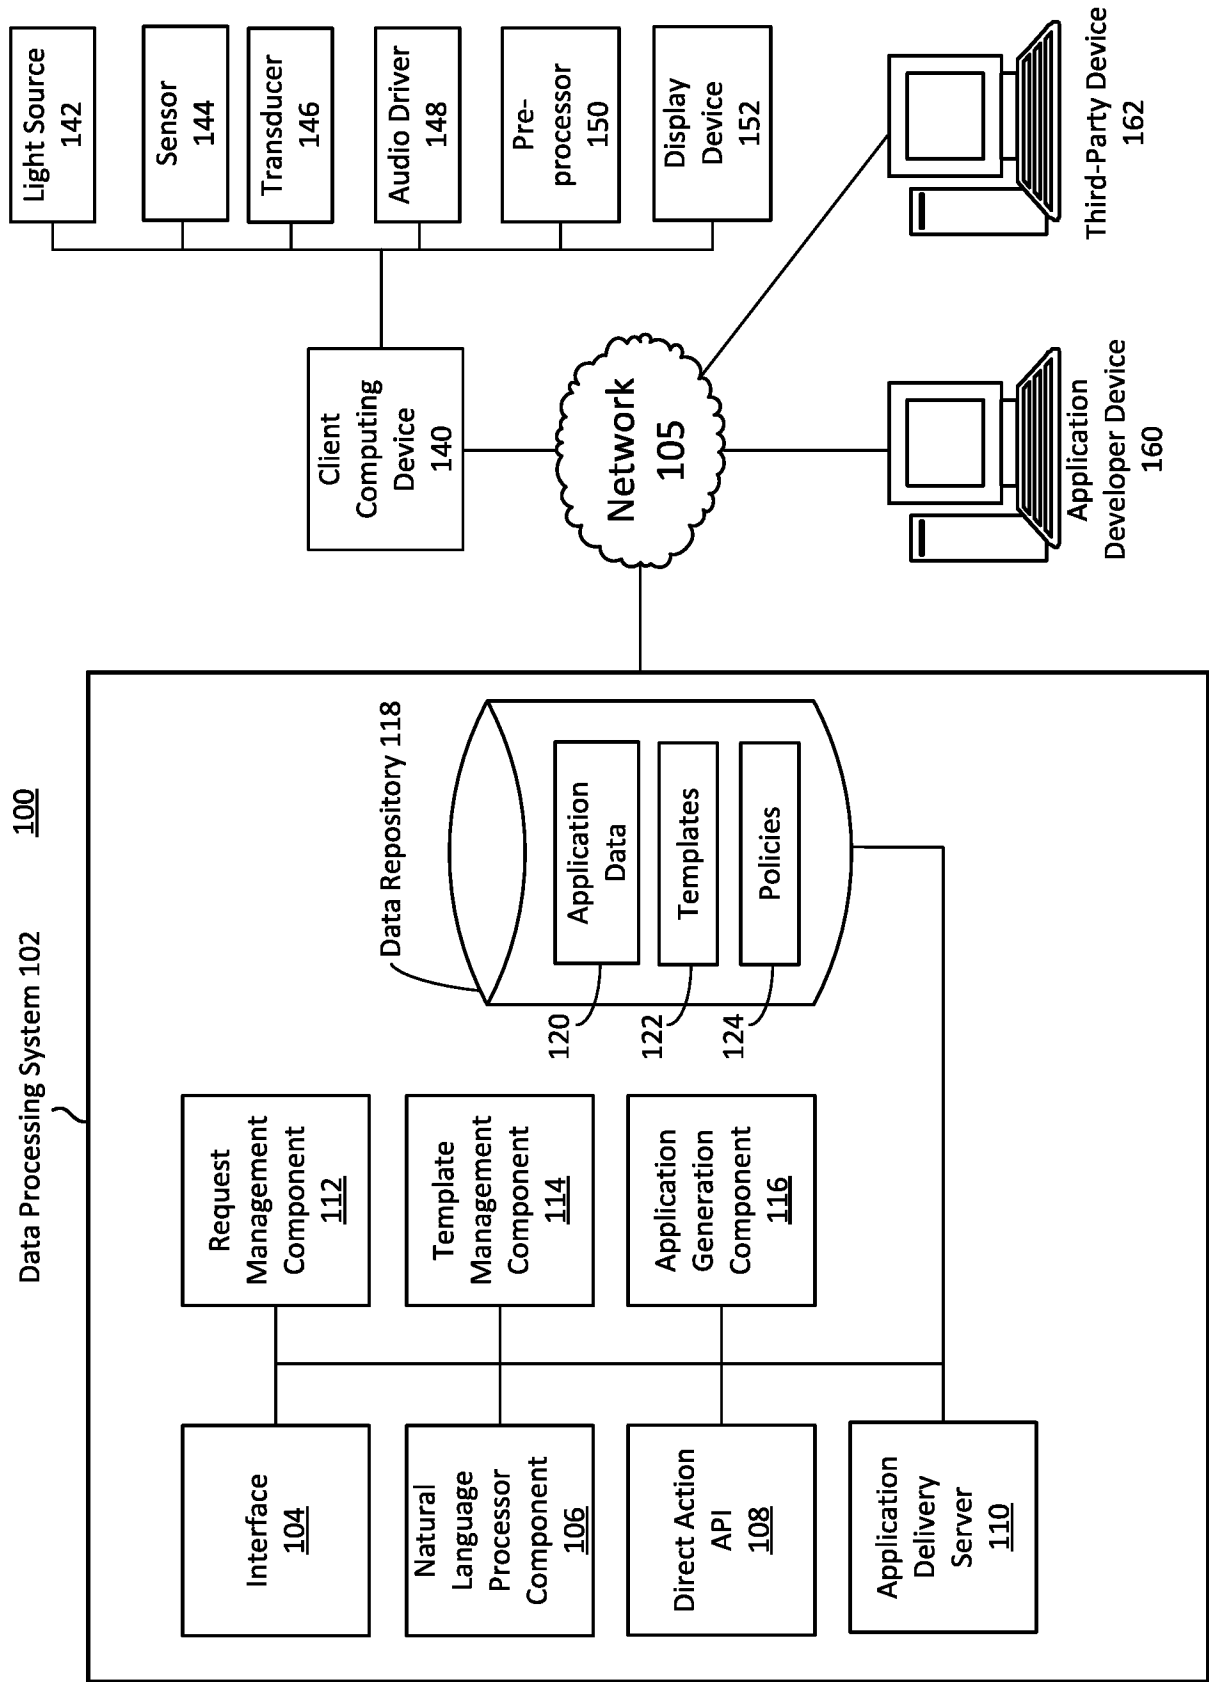 100
Data Processing System 102
Interface
104
Natural
Language
Processor
Component
106
Direct Action
API
108
Application
Delivery
Server
110
Request
Management
Component
112
Template
Management
Component
114
Application
Generation
Component
116
Data Repository 118
Application
Data
120
Templates
122
Policies
124
Network
105
Client
Computing
Device
140
Light Source
142
Sensor
144
Transducer
146
Audio Driver
148
Pre-
processor
150
Display
Device
152
Application
Developer Device
160
Third-Party Device
162